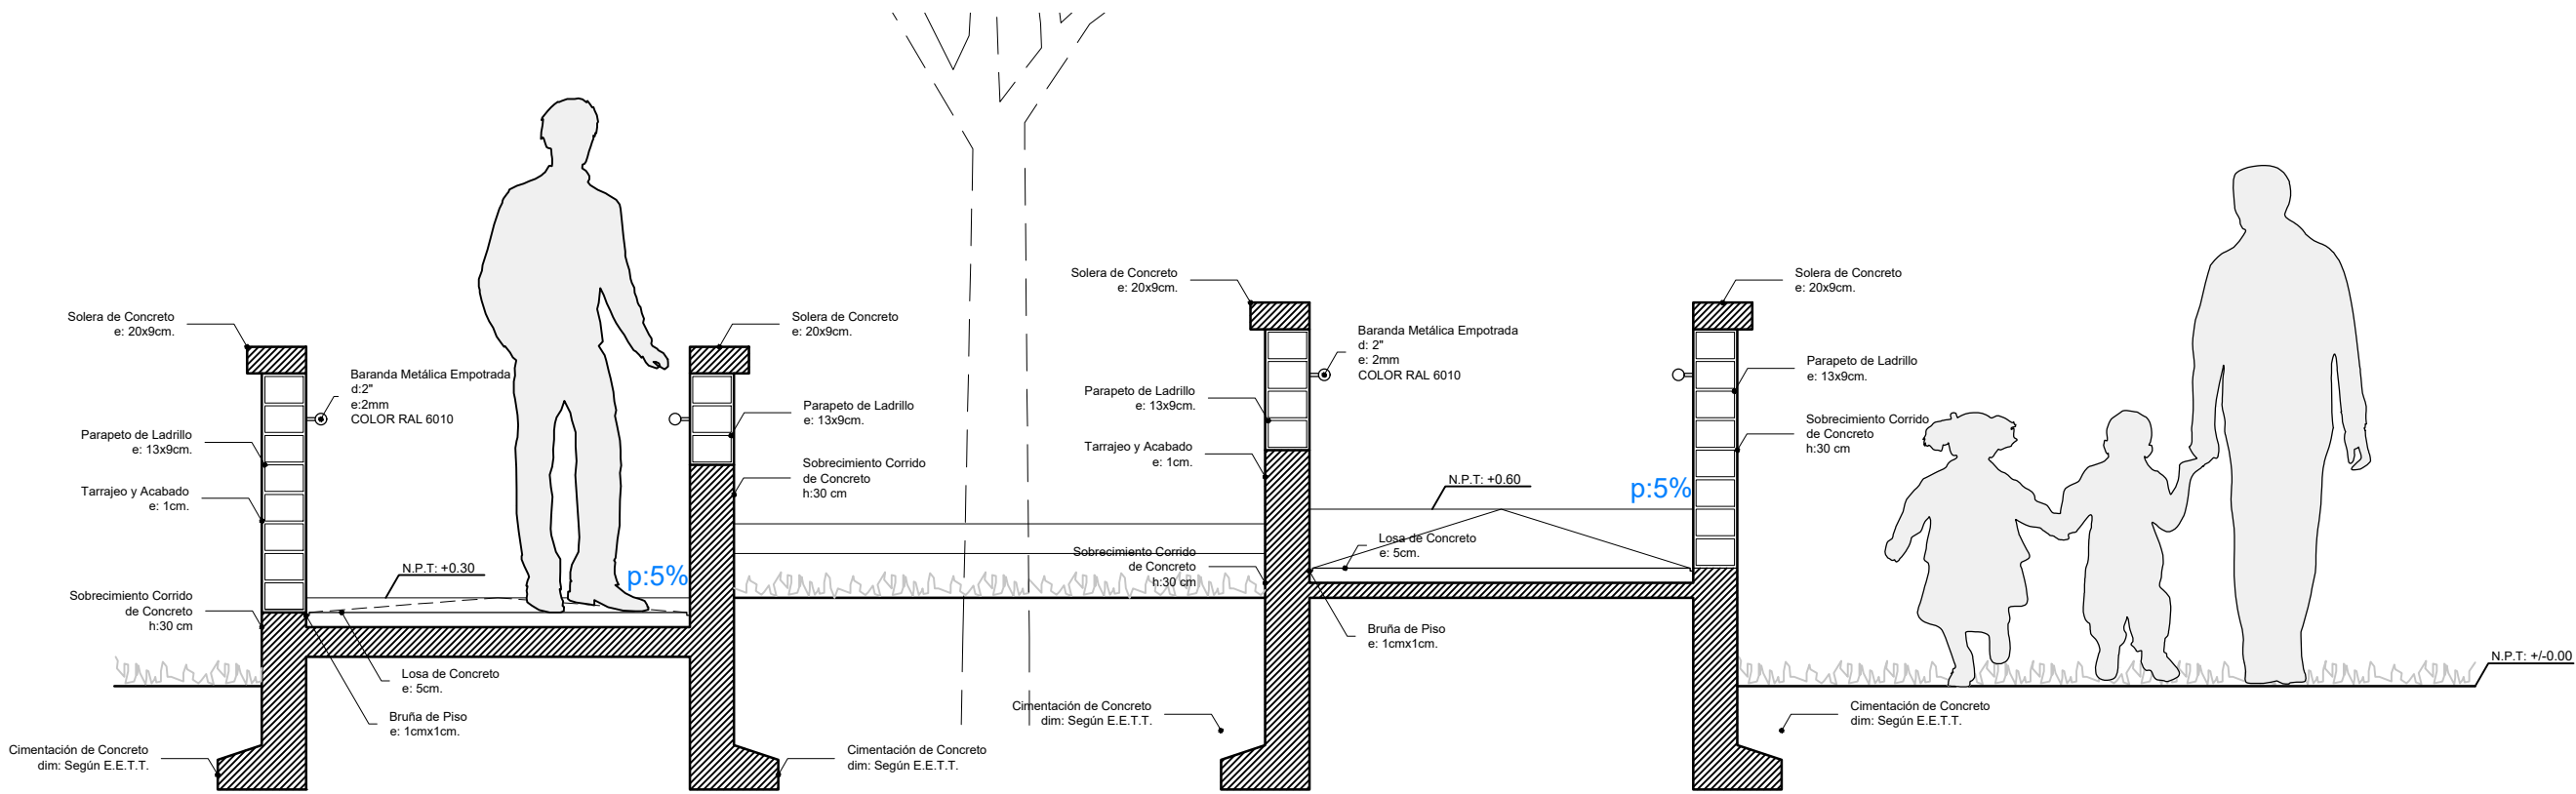 Solera de Concreto
e: 20x9cm.
Baranda Metálica Empotrada
d:2"
e:2mm
COLOR RAL 6010
Parapeto de Ladrillo
e: 13x9cm.
Tarrajeo y Acabado
e: 1cm.
N.P.T: +0.30
p:5%
Sobrecimiento Corrido
de Concreto
h:30 cm
Losa de Concreto
e: 5cm.
Bruña de Piso
e: 1cmx1cm.
Cimentación de Concreto
dim: Según E.E.T.T.
Solera de Concreto
e: 20x9cm.
Parapeto de Ladrillo
e: 13x9cm.
Sobrecimiento Corrido
de Concreto
h:30 cm
Cimentación de Concreto
dim: Según E.E.T.T.
Solera de Concreto
e: 20x9cm.
Baranda Metálica Empotrada
d: 2"
e: 2mm
COLOR RAL 6010
Parapeto de Ladrillo
e: 13x9cm.
Tarrajeo y Acabado
e: 1cm.
N.P.T: +0.60
p:5%
Losa de Concreto
e: 5cm.
Sobrecimiento Corrido
de Concreto
h:30 cm
Bruña de Piso
e: 1cmx1cm.
Cimentación de Concreto
dim: Según E.E.T.T.
Solera de Concreto
e: 20x9cm.
Parapeto de Ladrillo
e: 13x9cm.
Sobrecimiento Corrido
de Concreto
h:30 cm
N.P.T: +/-0.00
Cimentación de Concreto
dim: Según E.E.T.T.